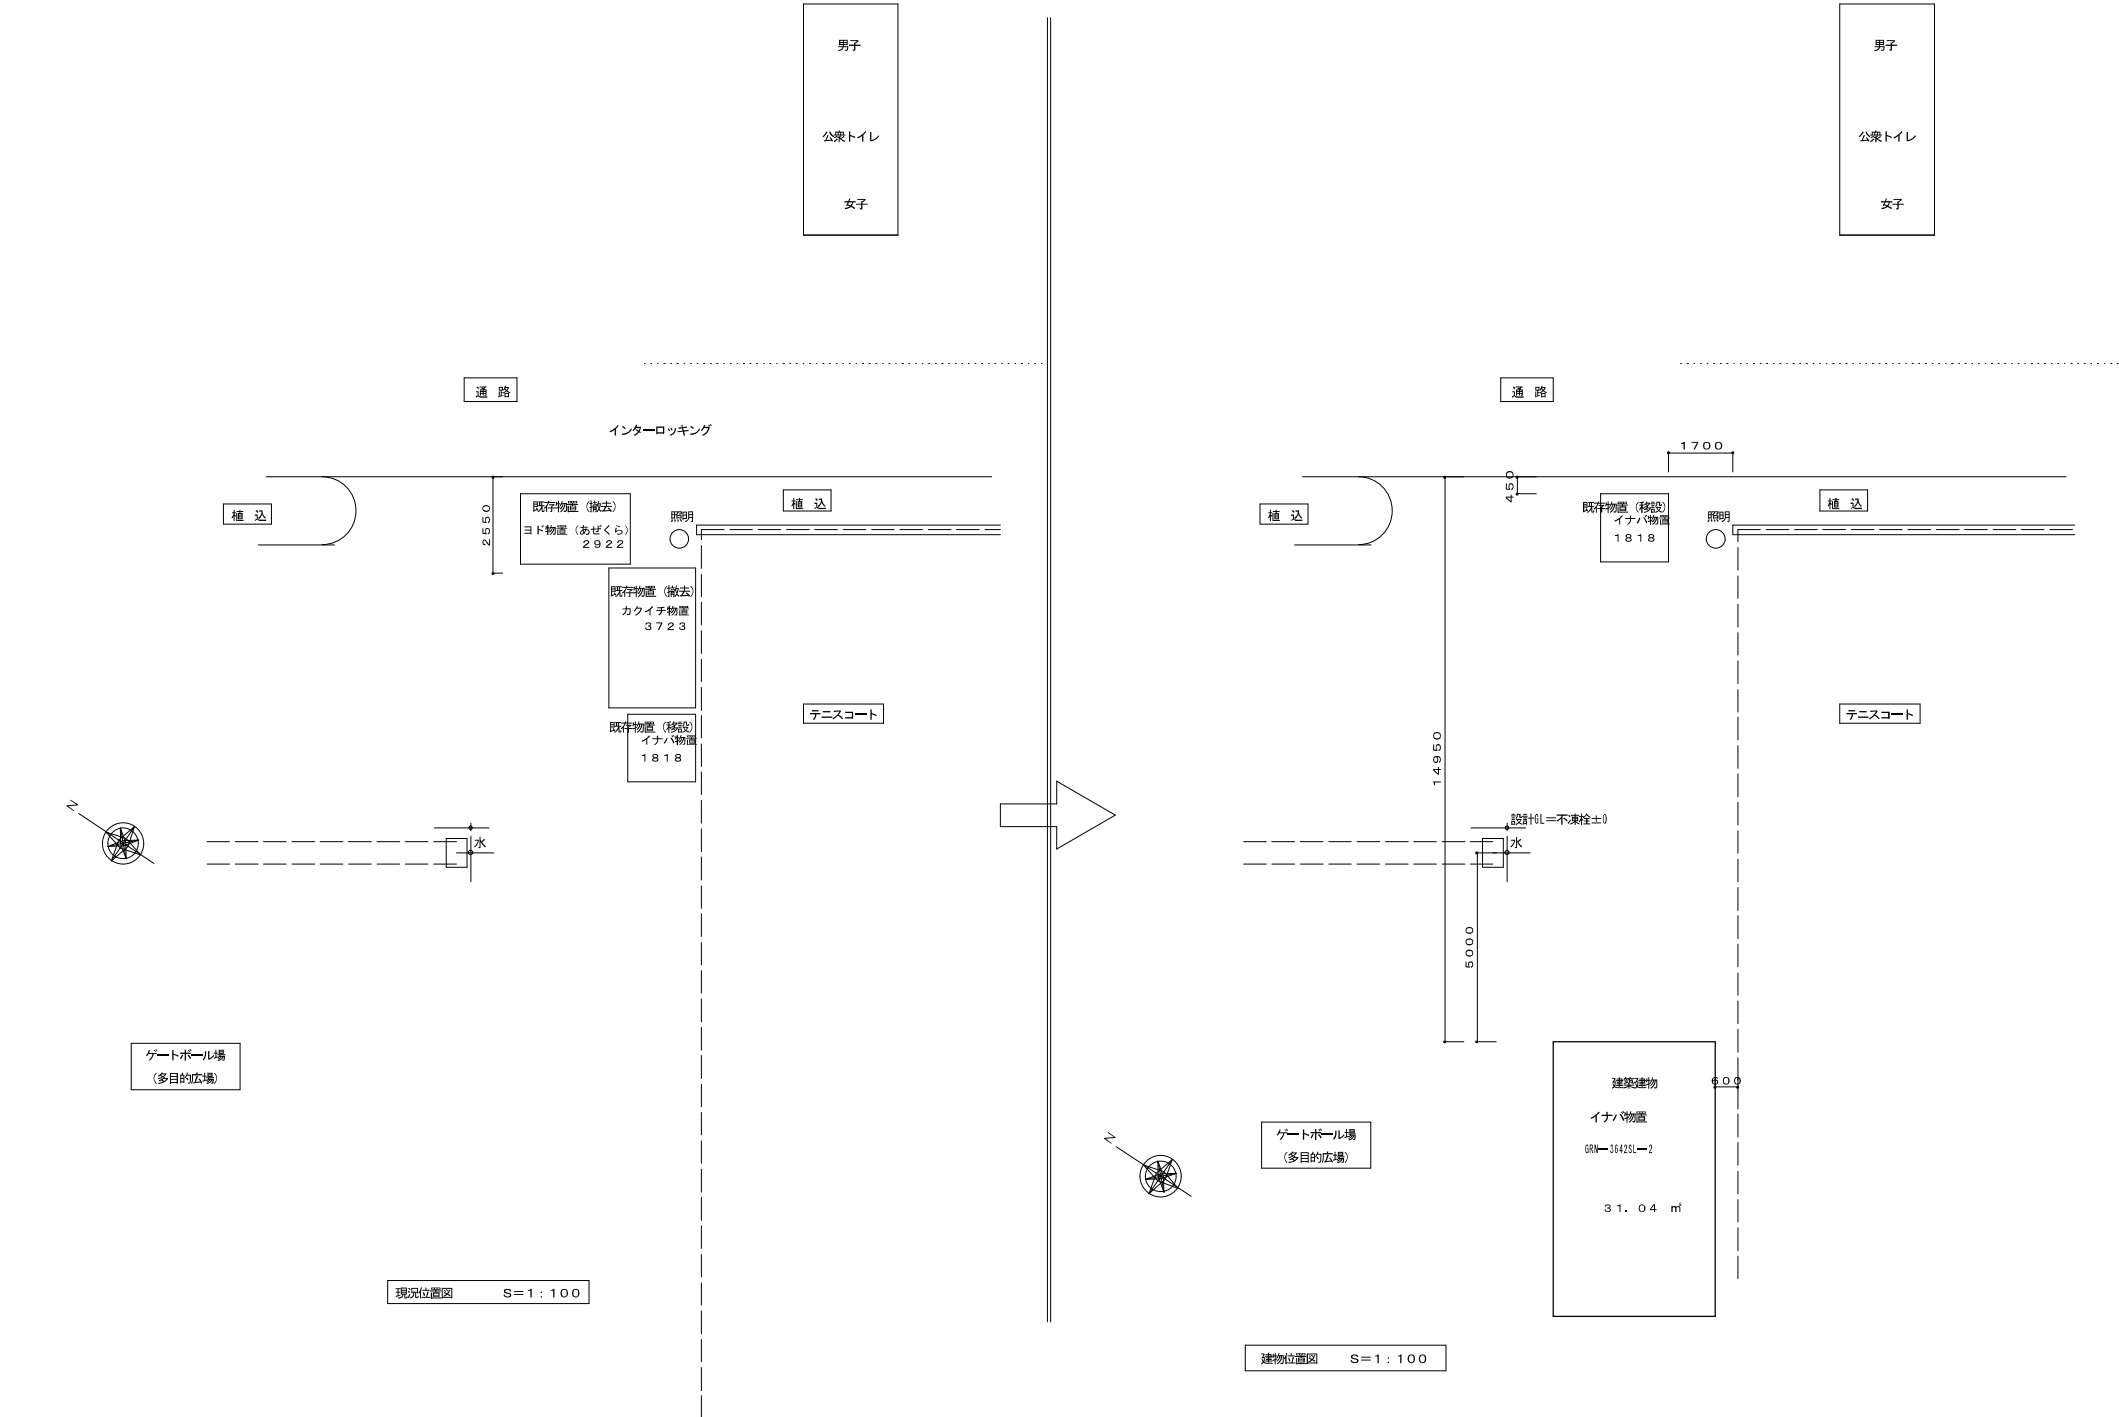 男子
公衆トイレ
女子
通　路
インターロッキング
植　込
2550
既存物置（撤去）
ヨド物置（あぜくら）
２９２２
照明
植　込
既存物置（撤去）
カクイチ物置
３７２３
既存物置（移設）
イナバ物置
１８１８
テニスコート
N
水
ゲートボール場
（多目的広場）
現況位置図　　　S＝１：１００
男子
公衆トイレ
女子
通　路
1700
450
植　込
既存物置（移設）
イナバ物置
１８１８
照明
植　込
テニスコート
14950
設計GL＝不凍栓±0
水
5000
ゲートボール場
（多目的広場）
N
建築建物
600
イナバ物置
GRN－3642SL－2
３１．０４　㎡
建物位置図　　S＝１：１００